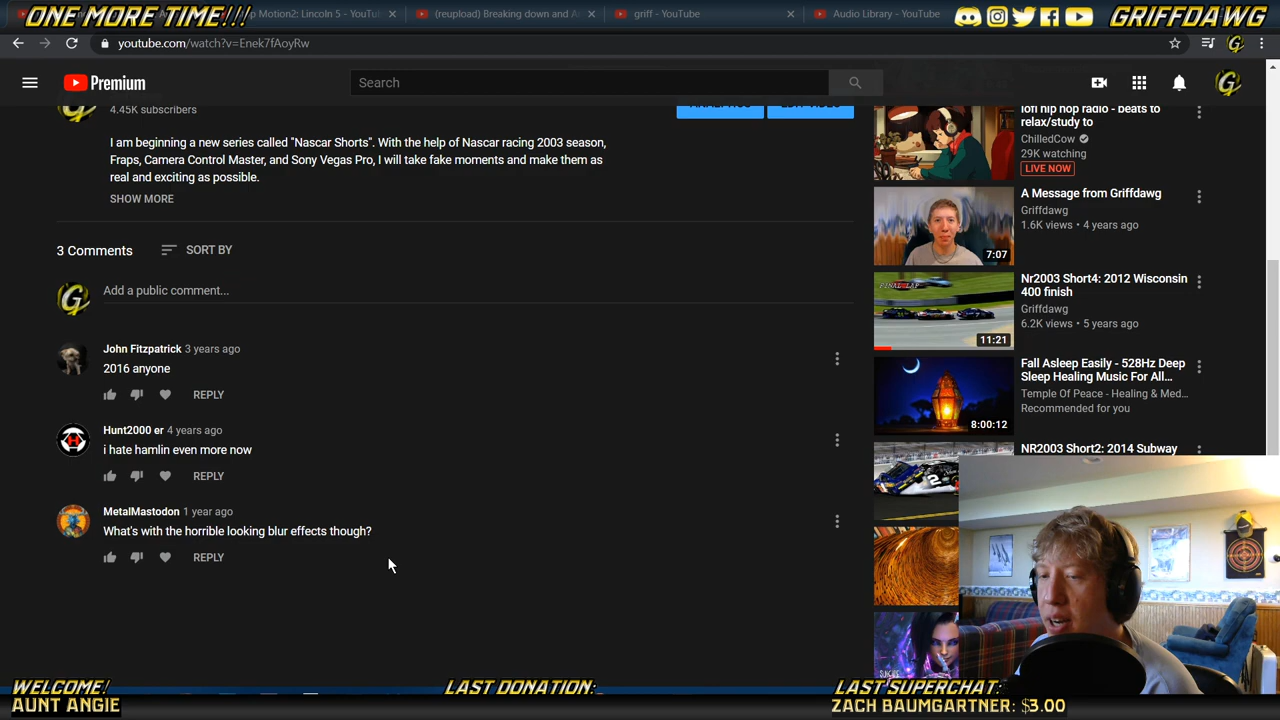 ONE MORE TIME!!!
GRIFFDAWG
Motion2: Lincoln 5 - YouTu
(reupload) Breaking down and A
griff - YouTube
Audio Library - YouTube
youtube.com/watch?v=Enek7fAoyRw
Premium
Search
4.45K subscribers
I am beginning a new series called "Nascar Shorts". With the help of Nascar racing 2003 season,
Fraps, Camera Control Master, and Sony Vegas Pro, I will take fake moments and make them as
real and exciting as possible.
SHOW MORE
3 Comments
SORT BY
Add a public comment...
John Fitzpatrick 3 years ago
2016 anyone
REPLY
Hunt2000 er 4 years ago
i hate hamlin even more now
REPLY
MetalMastodon 1 year ago
What's with the horrible looking blur effects though?
REPLY
lofi hip hop radio - beats to
relax/study to
ChilledCow
29K watching
LIVE NOW
A Message from Griffdawg
Griffdawg
1.6K views • 4 years ago
7:07
Nr2003 Short4: 2012 Wisconsin
400 finish
Griffdawg
6.2K views • 5 years ago
FINAL LAP
11:21
Fall Asleep Easily - 528Hz Deep
Sleep Healing Music For All...
Temple Of Peace - Healing & Med...
Recommended for you
8:00:12
NR2003 Short2: 2014 Subway
WELCOME!
AUNT ANGIE
LAST DONATION:
LAST SUPERCHAT:
ZACH BAUMGARTNER: $3.00